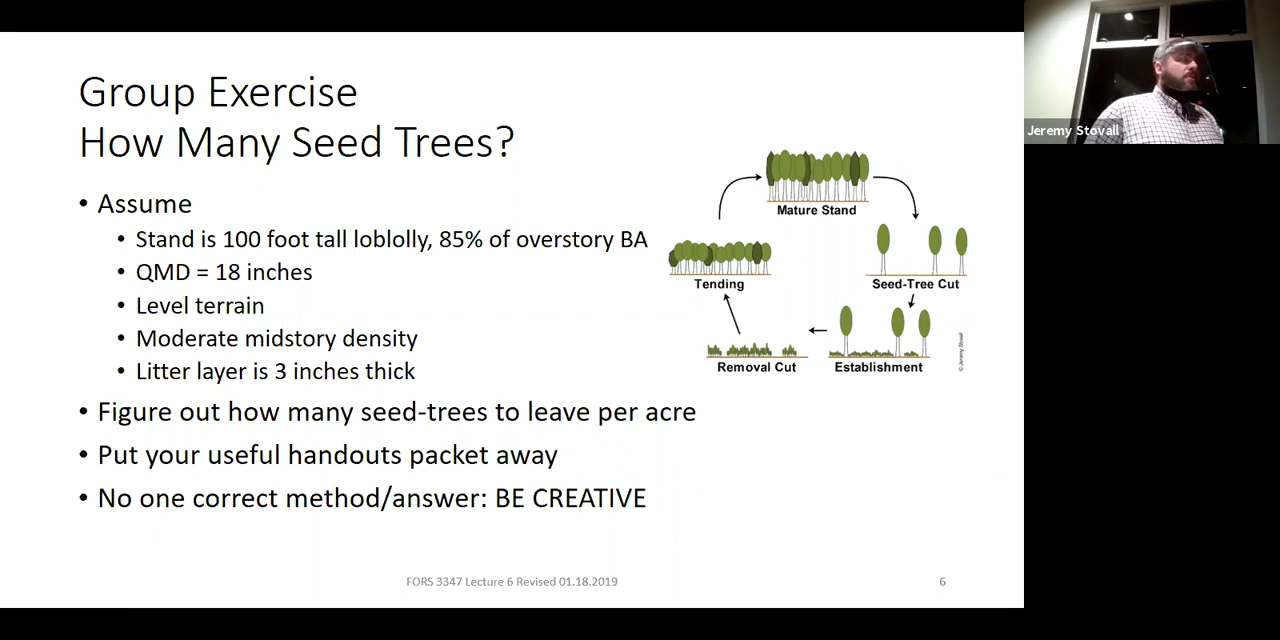 Group Exercise
How Many Seed Trees?
• Assume
• Stand is 100 foot tall loblolly, 85% of overstory BA
• QMD = 18 inches
• Level terrain
• Moderate midstory density
• Litter layer is 3 inches thick
• Figure out how many seed-trees to leave per acre
• Put your useful handouts packet away
• No one correct method/answer: BE CREATIVE
Mature Stand
Tending
Seed-Tree Cut
Removal Cut
Establishment
© Jeremy Stovall
FORS 3347 Lecture 6 Revised 01.18.2019
6
Jeremy Stovall